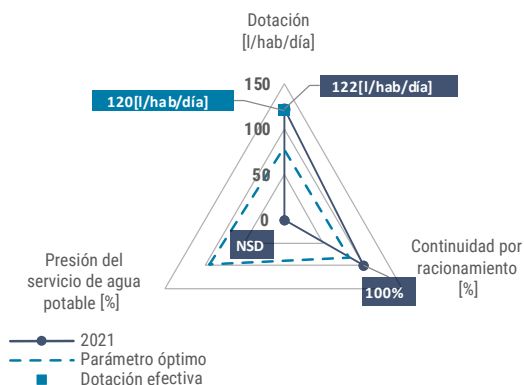 Dotación
[l/hab/día]
150
120[l/hab/día]
122[l/hab/día]
100
50
0
NSD
Presión del
servicio de agua
potable [%]
Continuidad por
racionamiento
[%]
100%
2021
Parámetro óptimo
Dotación efectiva